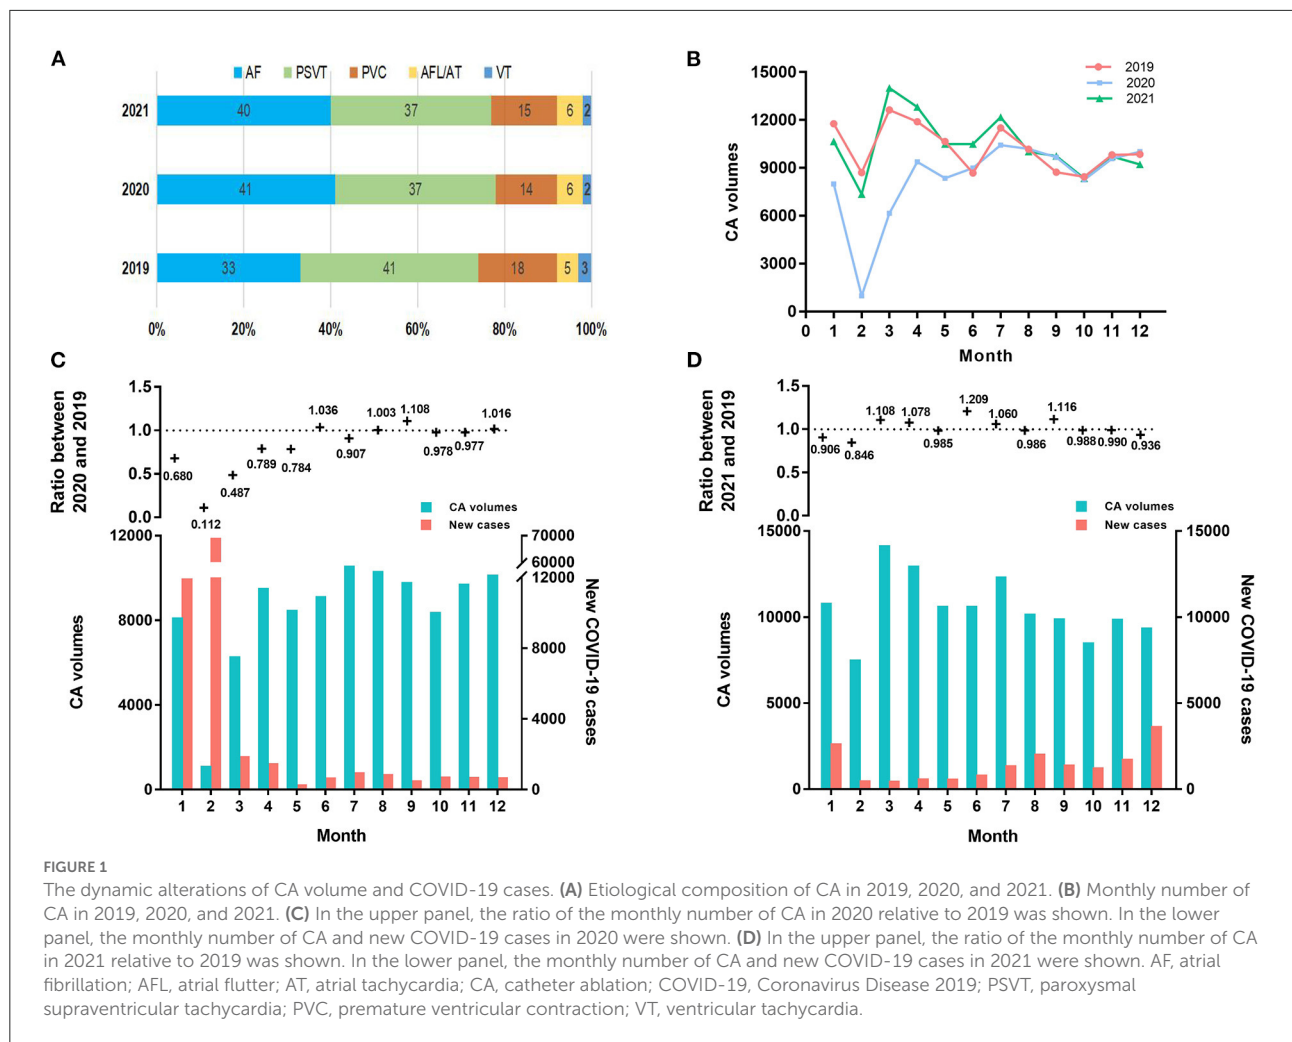 A
AF PSVT PVC AFL/AT VT
2021 40 37 15 6 2
2020 41 37 14 6 2
2019 33 41 18 5 3
0% 20% 40% 60% 80% 100%
B
2019
2020
2021
CA volumes
15000
12000
9000
6000
3000
0
0 1 2 3 4 5 6 7 8 9 10 11 12
Month
C
Ratio between
2020 and 2019
1.5
1.0
0.5
0.0
0.680
0.112
0.487
0.789
0.784
1.036
0.907
1.003
1.108
0.978
0.977
1.016
CA volumes
New cases
CA volumes
12000
8000
4000
0
70000
60000
12000
8000
4000
0
New COVID-19 cases
1 2 3 4 5 6 7 8 9 10 11 12
Month
D
Ratio between
2021 and 2019
1.5
1.0
0.5
0.0
0.906
0.846
1.108
1.078
0.985
1.209
1.060
0.986
1.116
0.988
0.990
0.936
CA volumes
New cases
CA volumes
15000
10000
5000
0
15000
10000
5000
0
New COVID-19 cases
1 2 3 4 5 6 7 8 9 10 11 12
Month
FIGURE 1
The dynamic alterations of CA volume and COVID-19 cases. (A) Etiological composition of CA in 2019, 2020, and 2021. (B) Monthly number of
CA in 2019, 2020, and 2021. (C) In the upper panel, the ratio of the monthly number of CA in 2020 relative to 2019 was shown. In the lower
panel, the monthly number of CA and new COVID-19 cases in 2020 were shown. (D) In the upper panel, the ratio of the monthly number of CA
in 2021 relative to 2019 was shown. In the lower panel, the monthly number of CA and new COVID-19 cases in 2021 were shown. AF, atrial
fibrillation; AFL, atrial flutter; AT, atrial tachycardia; CA, catheter ablation; COVID-19, Coronavirus Disease 2019; PSVT, paroxysmal
supraventricular tachycardia; PVC, premature ventricular contraction; VT, ventricular tachycardia.